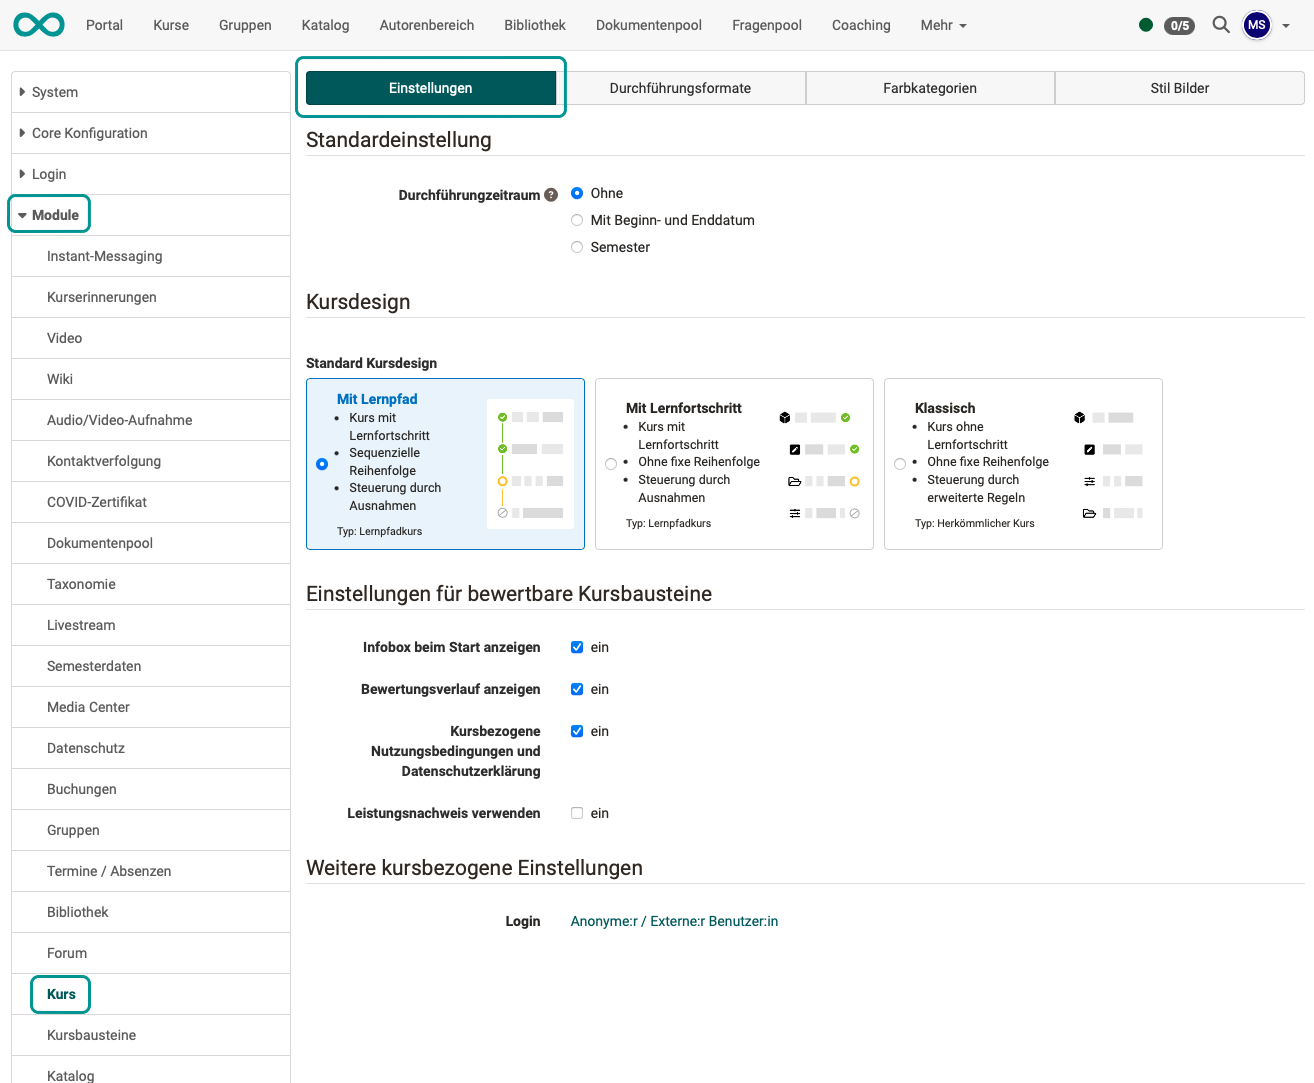 Portal Kurse Gruppen Katalog Autorenbereich Bibliothek Dokumentenpool Fragenpool Coaching Mehr 0/5 MS
System
Core Konfiguration
Login
Module
Instant-Messaging
Kurserinnerungen
Video
Wiki
Audio/Video-Aufnahme
Kontaktverfolgung
COVID-Zertifikat
Dokumentenpool
Taxonomie
Livestream
Semesterdaten
Media Center
Datenschutz
Buchungen
Gruppen
Termine / Absenzen
Bibliothek
Forum
Kurs
Kursbausteine
Katalog
Einstellungen Durchführungsformate Farbkategorien Stil Bilder
Standardeinstellung
Durchführungzeitraum ? Ohne
Mit Beginn- und Enddatum
Semester
Kursdesign
Standard Kursdesign
Mit Lernpfad
• Kurs mit
Lernfortschritt
• Sequenzielle
Reihenfolge
• Steuerung durch
Ausnahmen
Typ: Lernpfadkurs
Mit Lernfortschritt
• Kurs mit
Lernfortschritt
• Ohne fixe Reihenfolge
• Steuerung durch
Ausnahmen
Typ: Lernpfadkurs
Klassisch
• Kurs ohne
Lernfortschritt
• Ohne fixe Reihenfolge
• Steuerung durch
erweiterte Regeln
Typ: Herkömmlicher Kurs
Einstellungen für bewertbare Kursbausteine
Infobox beim Start anzeigen ein
Bewertungsverlauf anzeigen ein
Kursbezogene ein
Nutzungsbedingungen und
Datenschutzerklärung
Leistungsnachweis verwenden ein
Weitere kursbezogene Einstellungen
Login Anonyme:r / Externe:r Benutzer:in